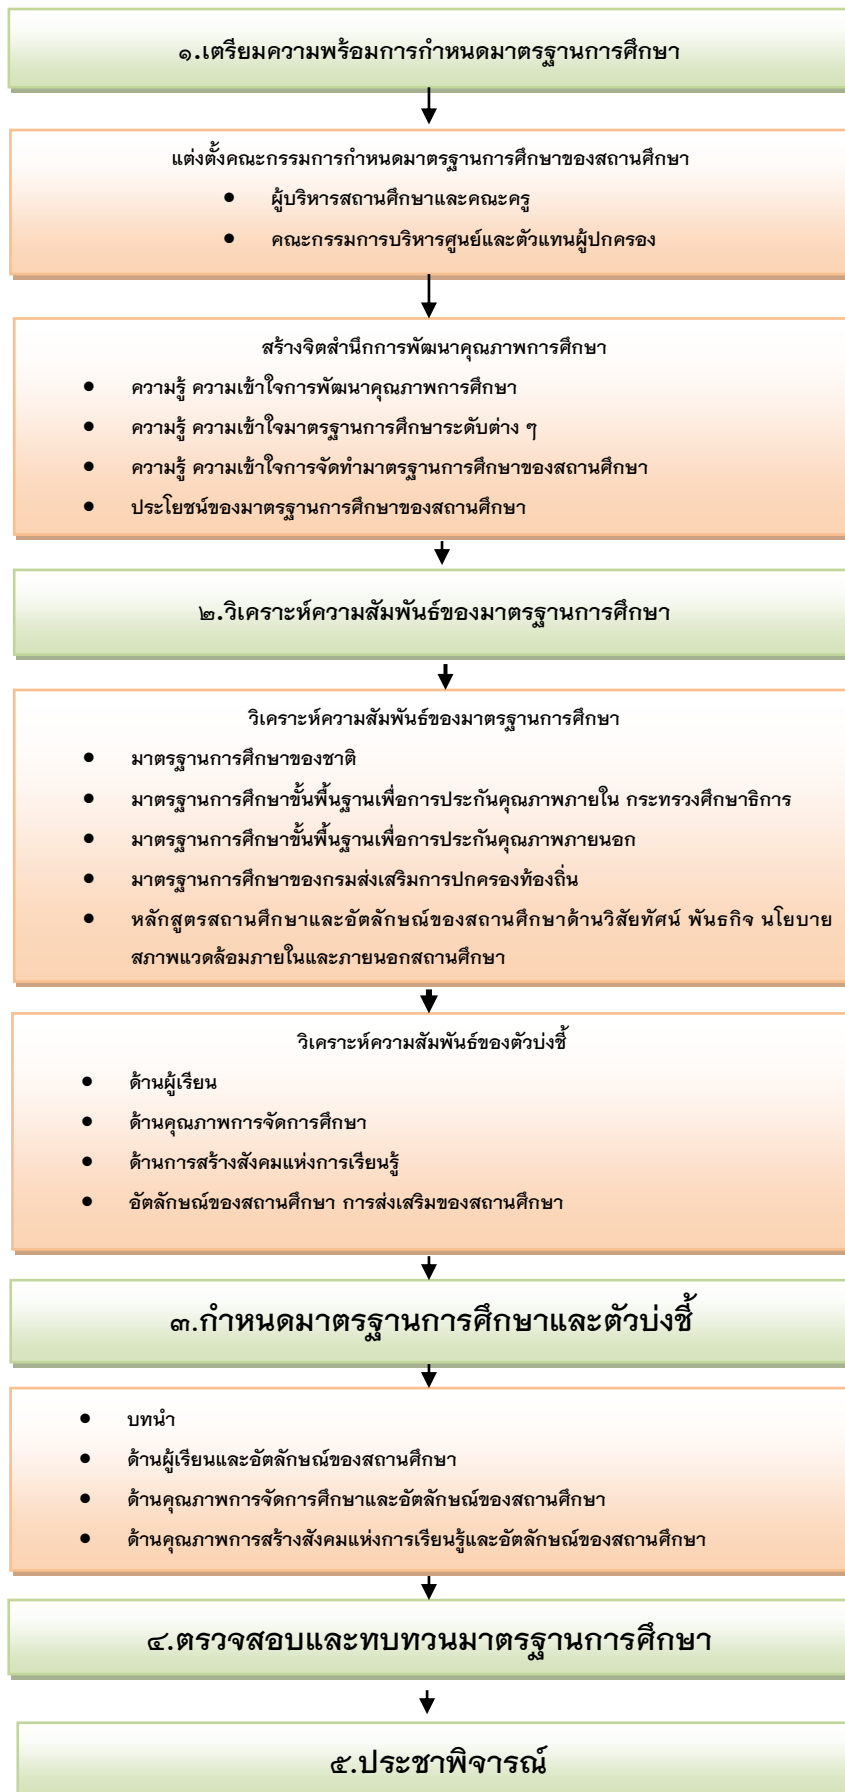 ๑.เตรียมความพร้อมการกำหนดมาตรฐานการศึกษา
แต่งตั้งคณะกรรมการกำหนดมาตรฐานการศึกษาของสถานศึกษา
● ผู้บริหารสถานศึกษาและคณะครู
● คณะกรรมการบริหารศูนย์และตัวแทนผู้ปกครอง
สร้างจิตสำนึกการพัฒนาคุณภาพการศึกษา
● ความรู้ ความเข้าใจการพัฒนาคุณภาพการศึกษา
● ความรู้ ความเข้าใจมาตรฐานการศึกษาระดับต่าง ๆ
● ความรู้ ความเข้าใจการจัดทำมาตรฐานการศึกษาของสถานศึกษา
● ประโยชน์ของมาตรฐานการศึกษาของสถานศึกษา
๒.วิเคราะห์ความสัมพันธ์ของมาตรฐานการศึกษา
วิเคราะห์ความสัมพันธ์ของมาตรฐานการศึกษา
● มาตรฐานการศึกษาของชาติ
● มาตรฐานการศึกษาขั้นพื้นฐานเพื่อการประกันคุณภาพภายใน กระทรวงศึกษาธิการ
● มาตรฐานการศึกษาขั้นพื้นฐานเพื่อการประกันคุณภาพภายนอก
● มาตรฐานการศึกษาของกรมส่งเสริมการปกครองท้องถิ่น
● หลักสูตรสถานศึกษาและอัตลักษณ์ของสถานศึกษาด้านวิสัยทัศน์ พันธกิจ นโยบาย
สภาพแวดล้อมภายในและภายนอกสถานศึกษา
วิเคราะห์ความสัมพันธ์ของตัวบ่งชี้
● ด้านผู้เรียน
● ด้านคุณภาพการจัดการศึกษา
● ด้านการสร้างสังคมแห่งการเรียนรู้
● อัตลักษณ์ของสถานศึกษา การส่งเสริมของสถานศึกษา
๓.กำหนดมาตรฐานการศึกษาและตัวบ่งชี้
● บทนำ
● ด้านผู้เรียนและอัตลักษณ์ของสถานศึกษา
● ด้านคุณภาพการจัดการศึกษาและอัตลักษณ์ของสถานศึกษา
● ด้านคุณภาพการสร้างสังคมแห่งการเรียนรู้และอัตลักษณ์ของสถานศึกษา
๔.ตรวจสอบและทบทวนมาตรฐานการศึกษา
๕.ประชาพิจารณ์